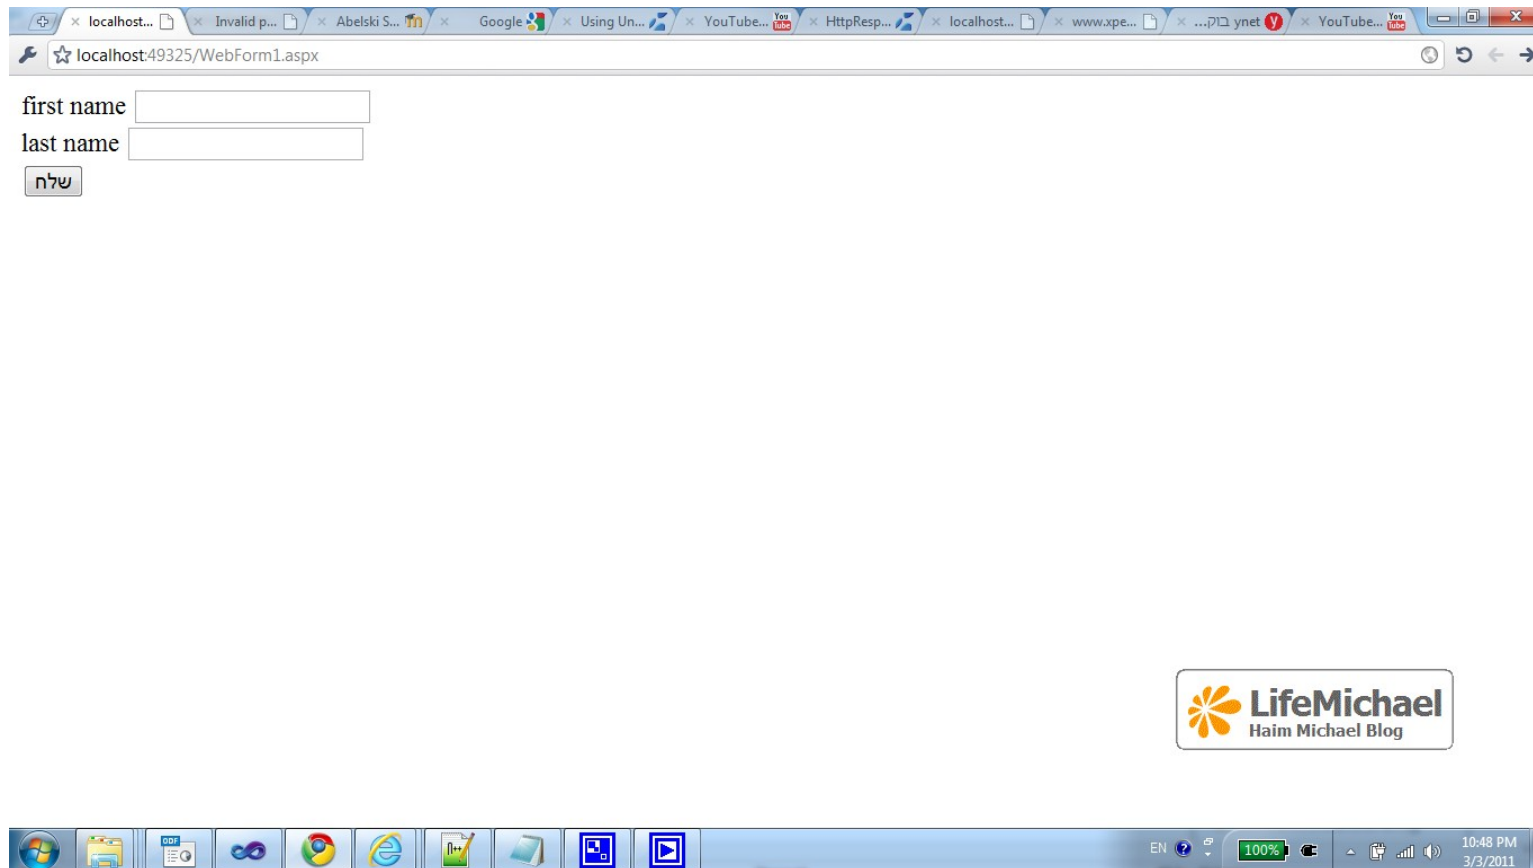 localhost... Invalid p... Abelski S... Google Using Un... YouTube... HttpResp... localhost... www.xpe... ynet בוק... YouTube...
localhost:49325/WebForm1.aspx
first name
last name
שלח
LifeMichael
Haim Michael Blog
EN 100% 10:48 PM
3/3/2011